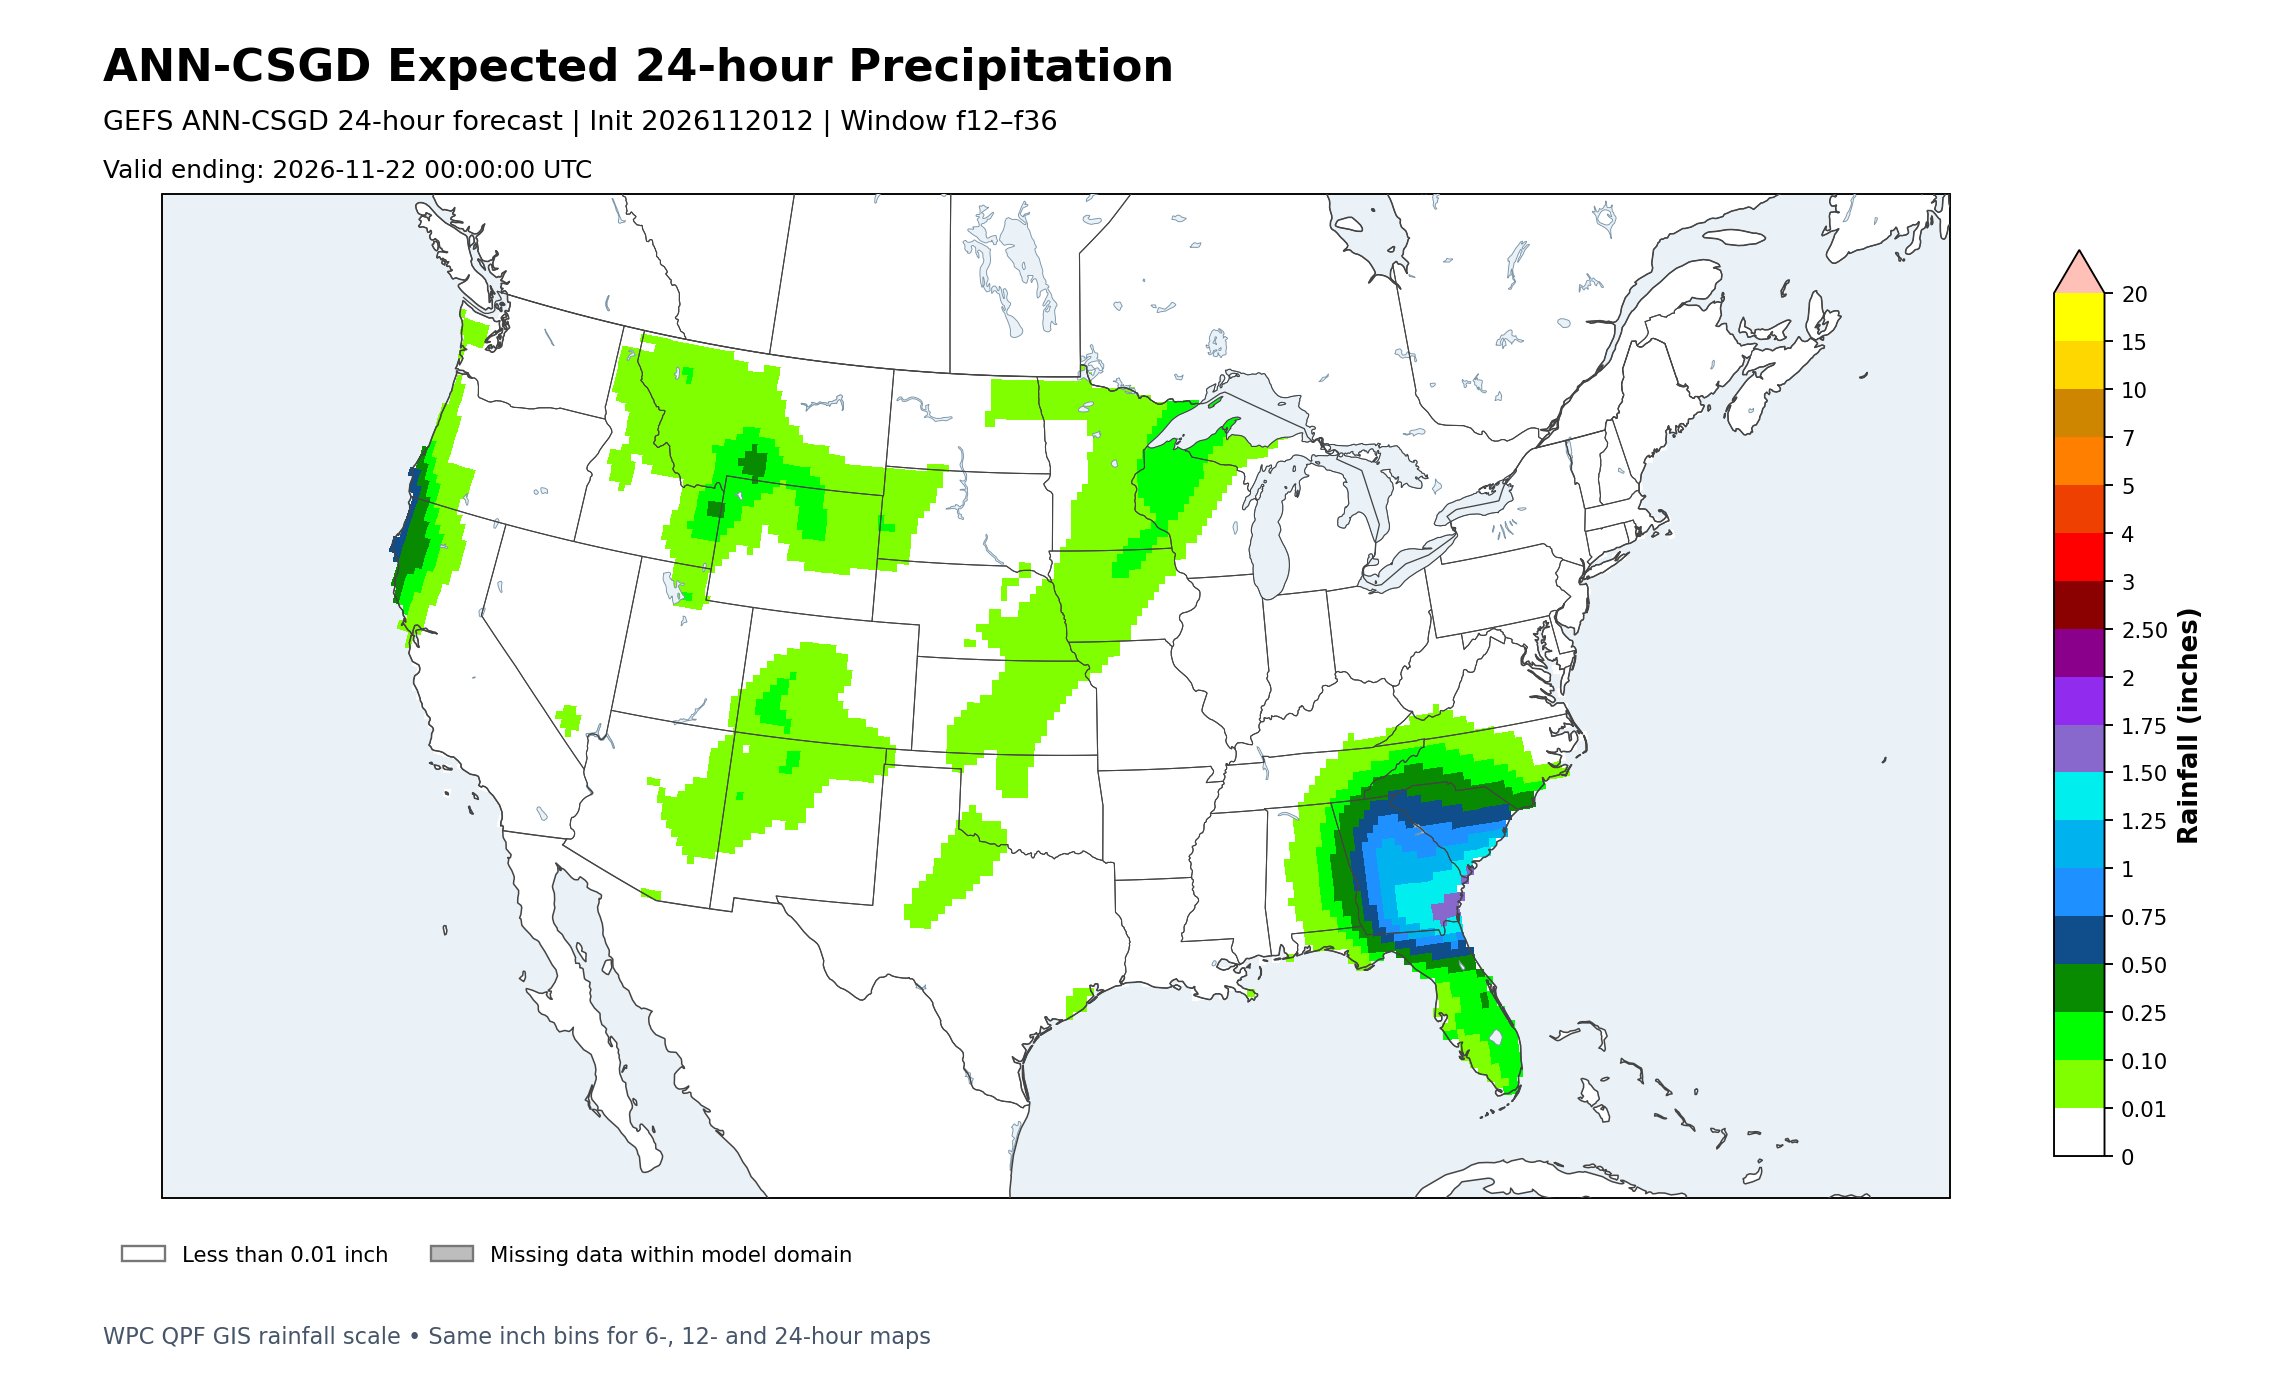 ANN-CSGD Expected 24-hour Precipitation
GEFS ANN-CSGD 24-hour forecast | Init 2026112012 | Window f12–f36
Valid ending: 2026-11-22 00:00:00 UTC
20
15
10
7
5
4
3
2.50
2
1.75
1.50
1.25
1
0.75
0.50
0.25
0.10
0.01
0
Rainfall (inches)
Less than 0.01 inch
Missing data within model domain
WPC QPF GIS rainfall scale • Same inch bins for 6-, 12- and 24-hour maps